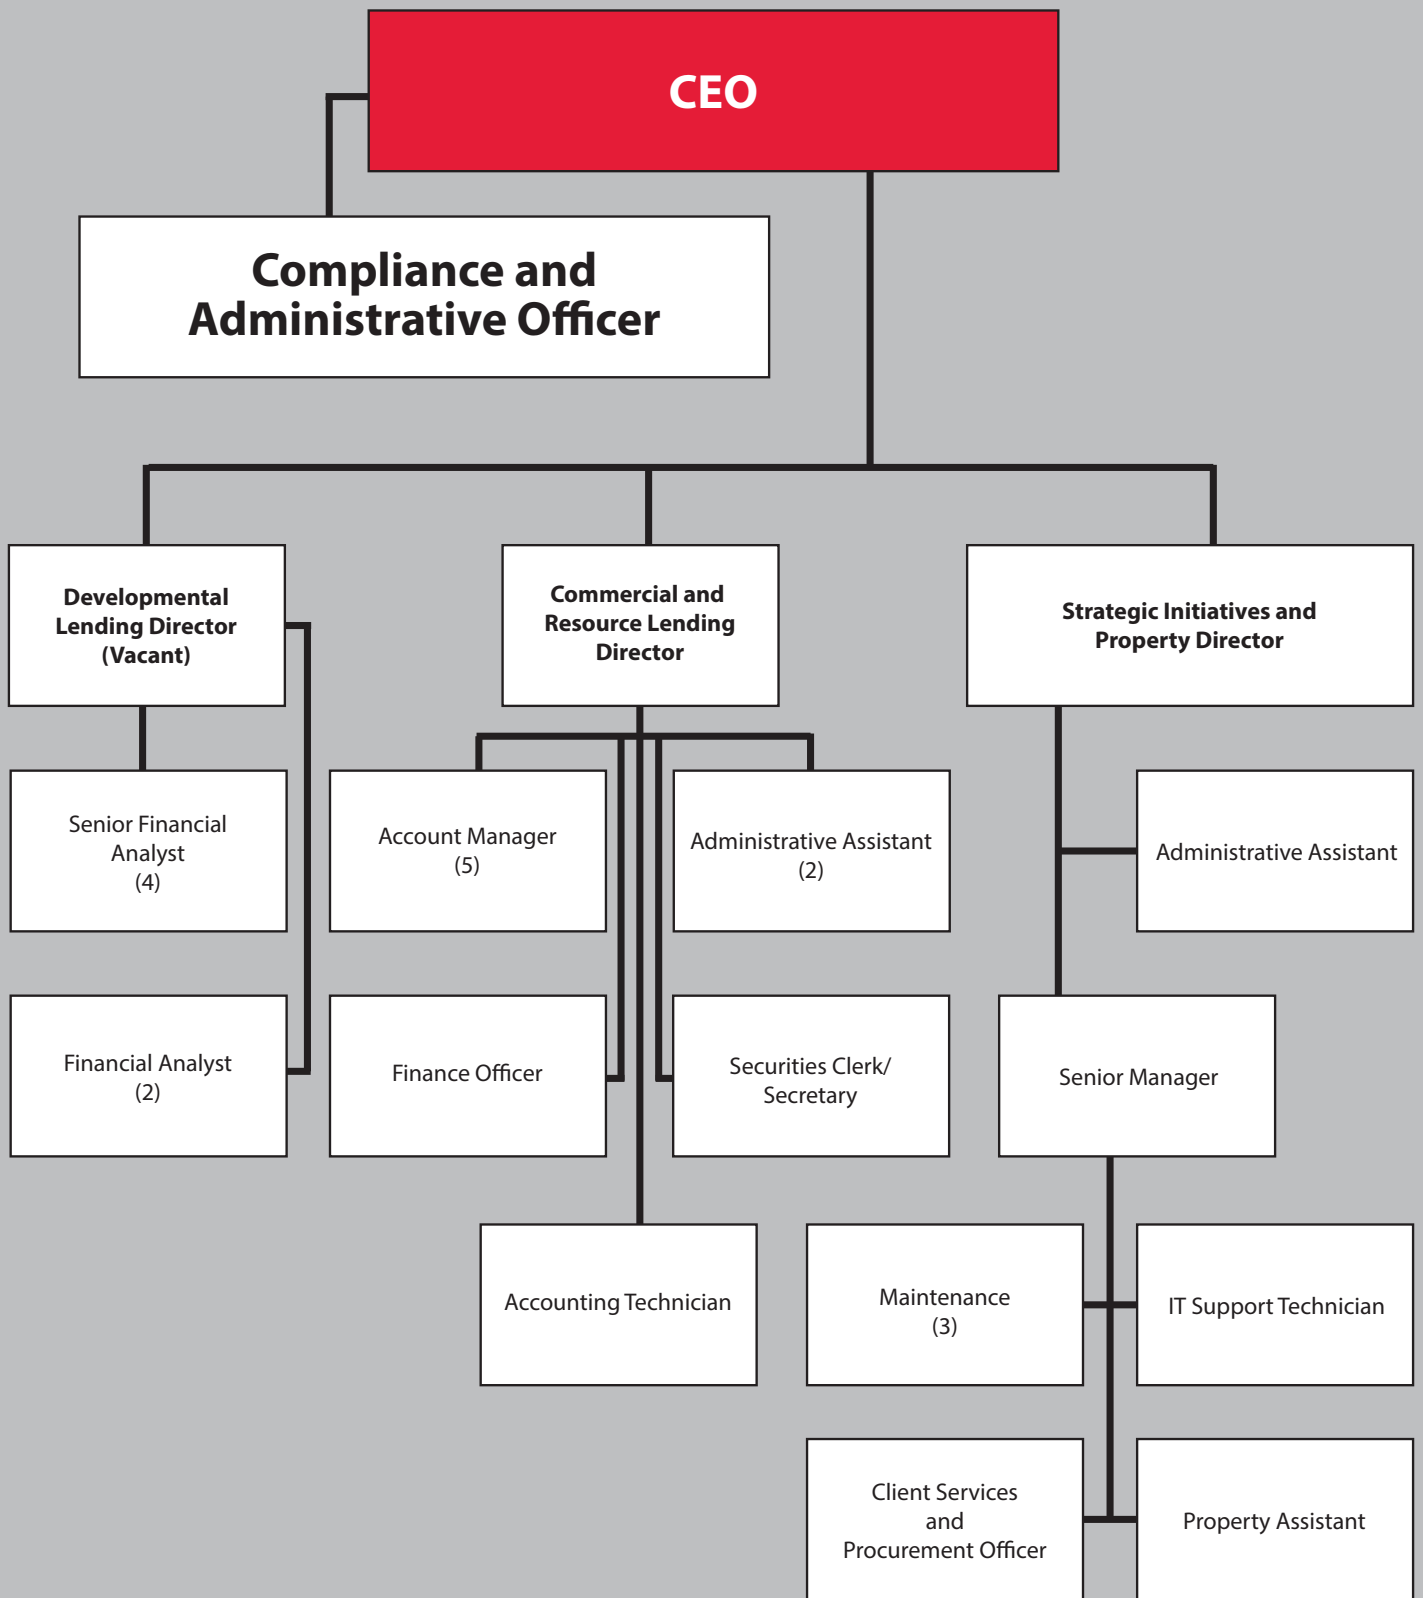 CEO
Compliance and
Administrative Officer
Developmental
Lending Director
(Vacant)
Commercial and
Resource Lending
Director
Strategic Initiatives and
Property Director
Senior Financial
Analyst
(4)
Account Manager
(5)
Administrative Assistant
(2)
Administrative Assistant
Financial Analyst
(2)
Finance Officer
Securities Clerk/
Secretary
Senior Manager
Accounting Technician
Maintenance
(3)
IT Support Technician
Client Services
and
Procurement Officer
Property Assistant